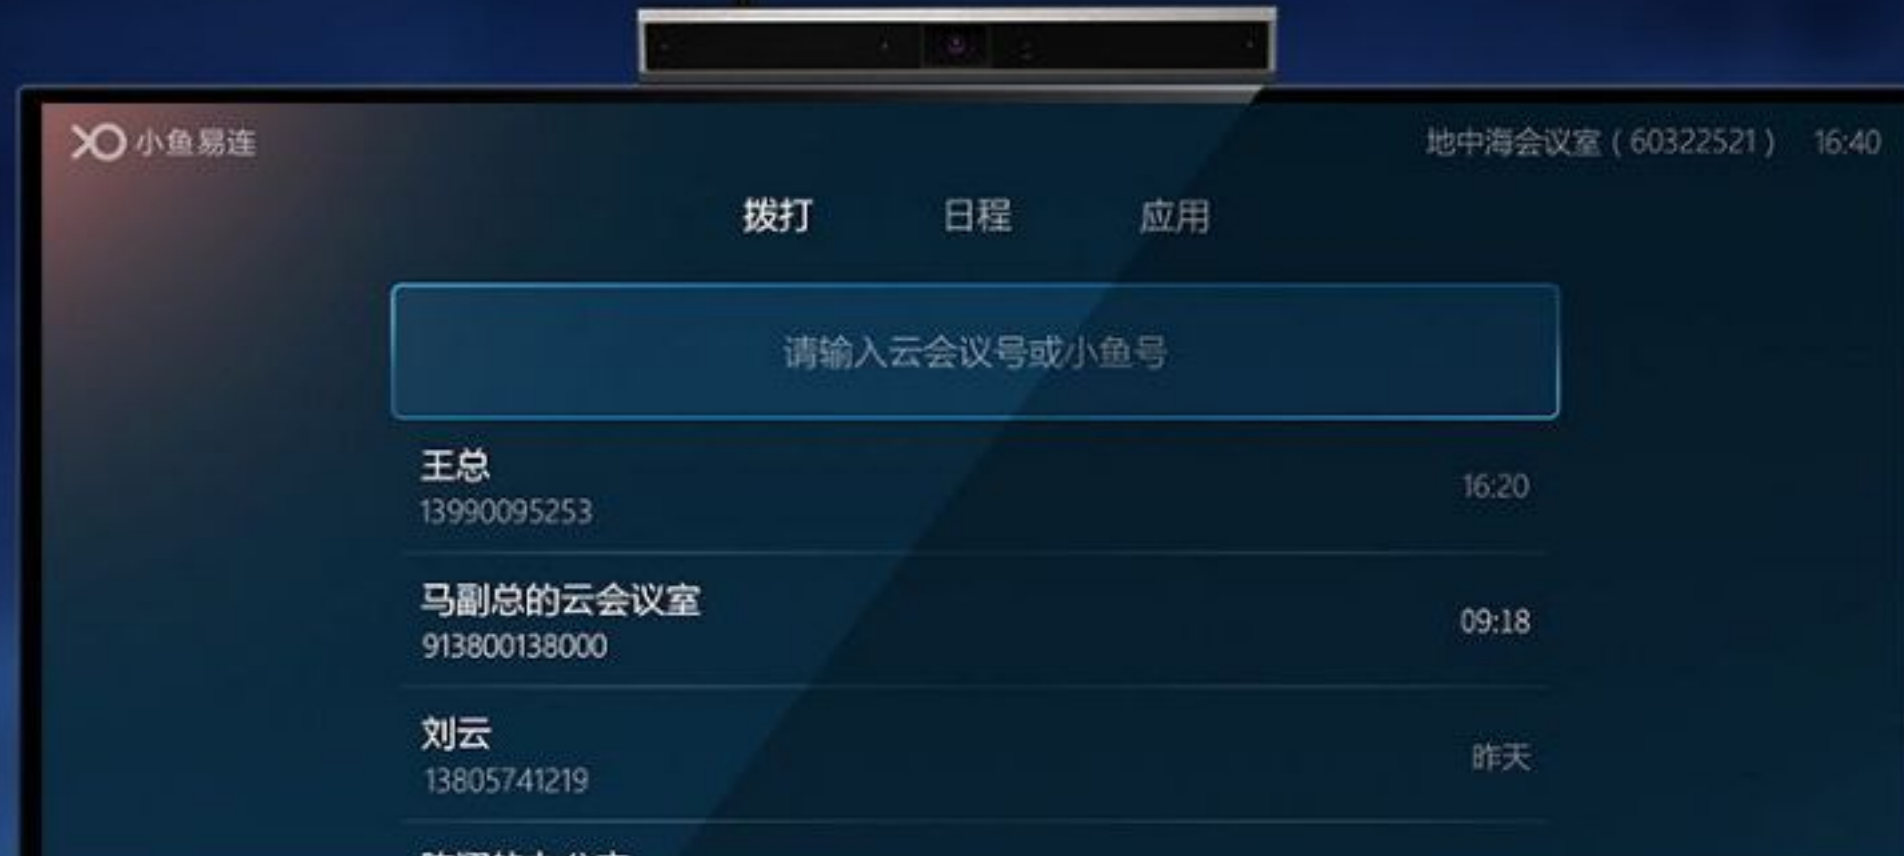 小鱼易连
地中海会议室（60322521） 16:40
拨打 日程 应用
请输入云会议号或小鱼号
王总
13990095253
16:20
马副总的云会议室
913800138000
09:18
刘云
13805741219
昨天